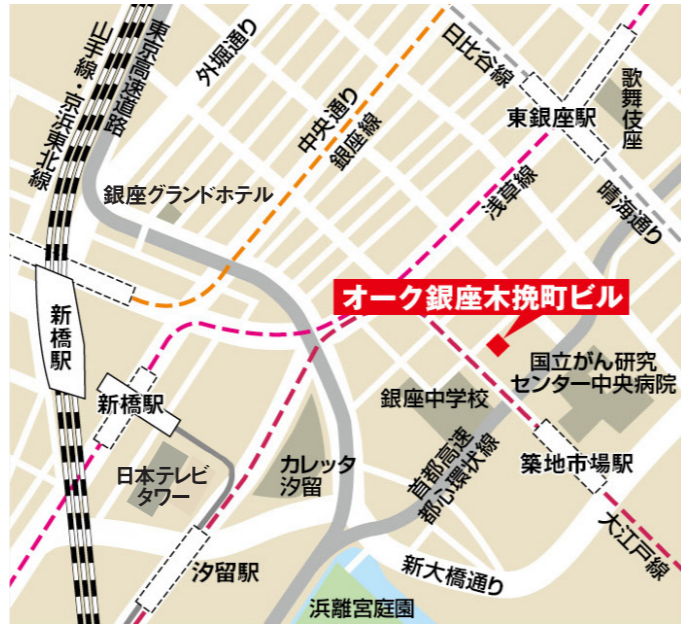 山手線・京浜東北線
東京高速道路
外堀通り
中央通り
銀座線
日比谷線
東銀座駅
歌舞伎座
晴海通り
浅草線
銀座グランドホテル
オーク銀座木挽町ビル
新橋駅
新橋駅
国立がん研究
センター中央病院
銀座中学校
築地市場駅
首都高速
都心環状線
カレッタ
汐留
日本テレビ
タワー
汐留駅
新大橋通り
大江戸線
浜離宮庭園